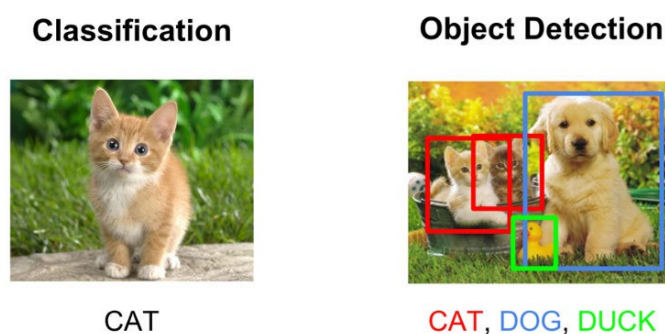 Classification
Object Detection
CAT
CAT, DOG, DUCK